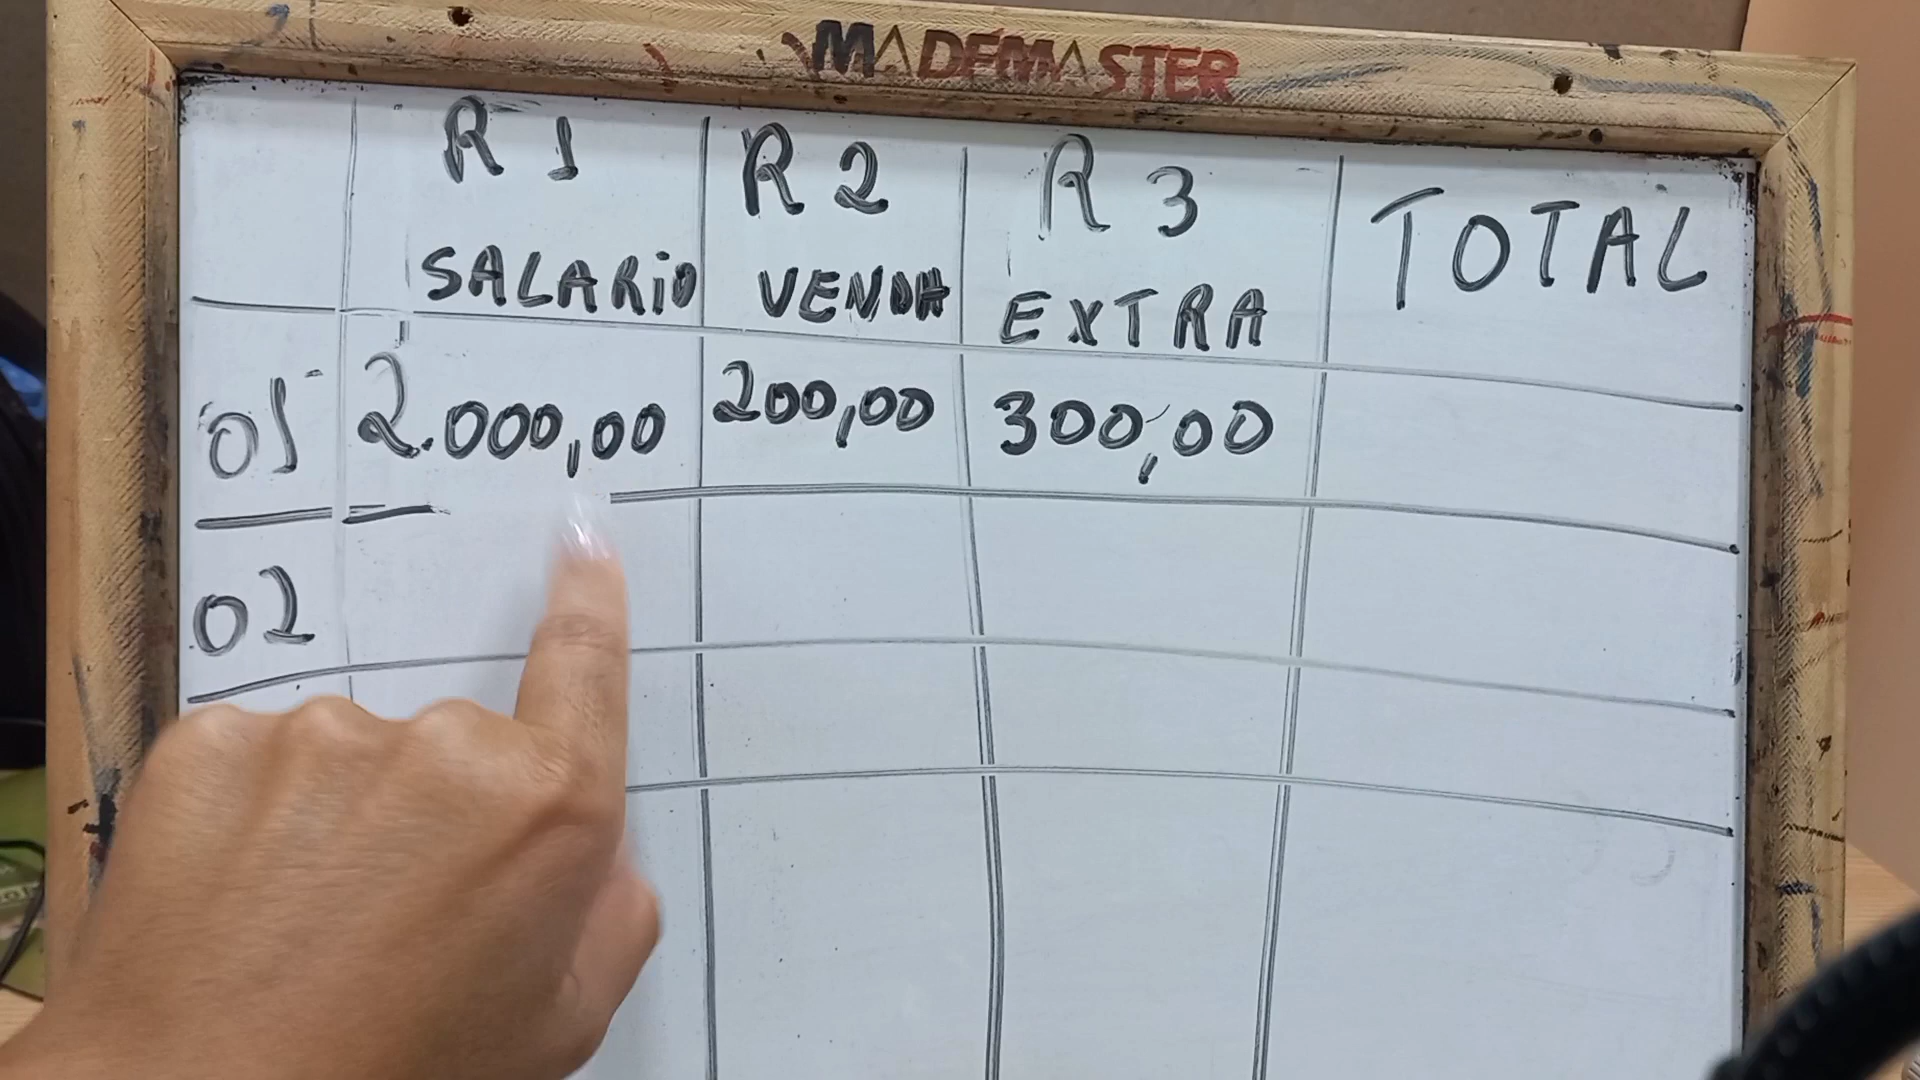 MADEMASTER
R1 R2 R3 TOTAL
SALARiO VENDA EXTRA
01 2.000,00 200,00 300,00
02